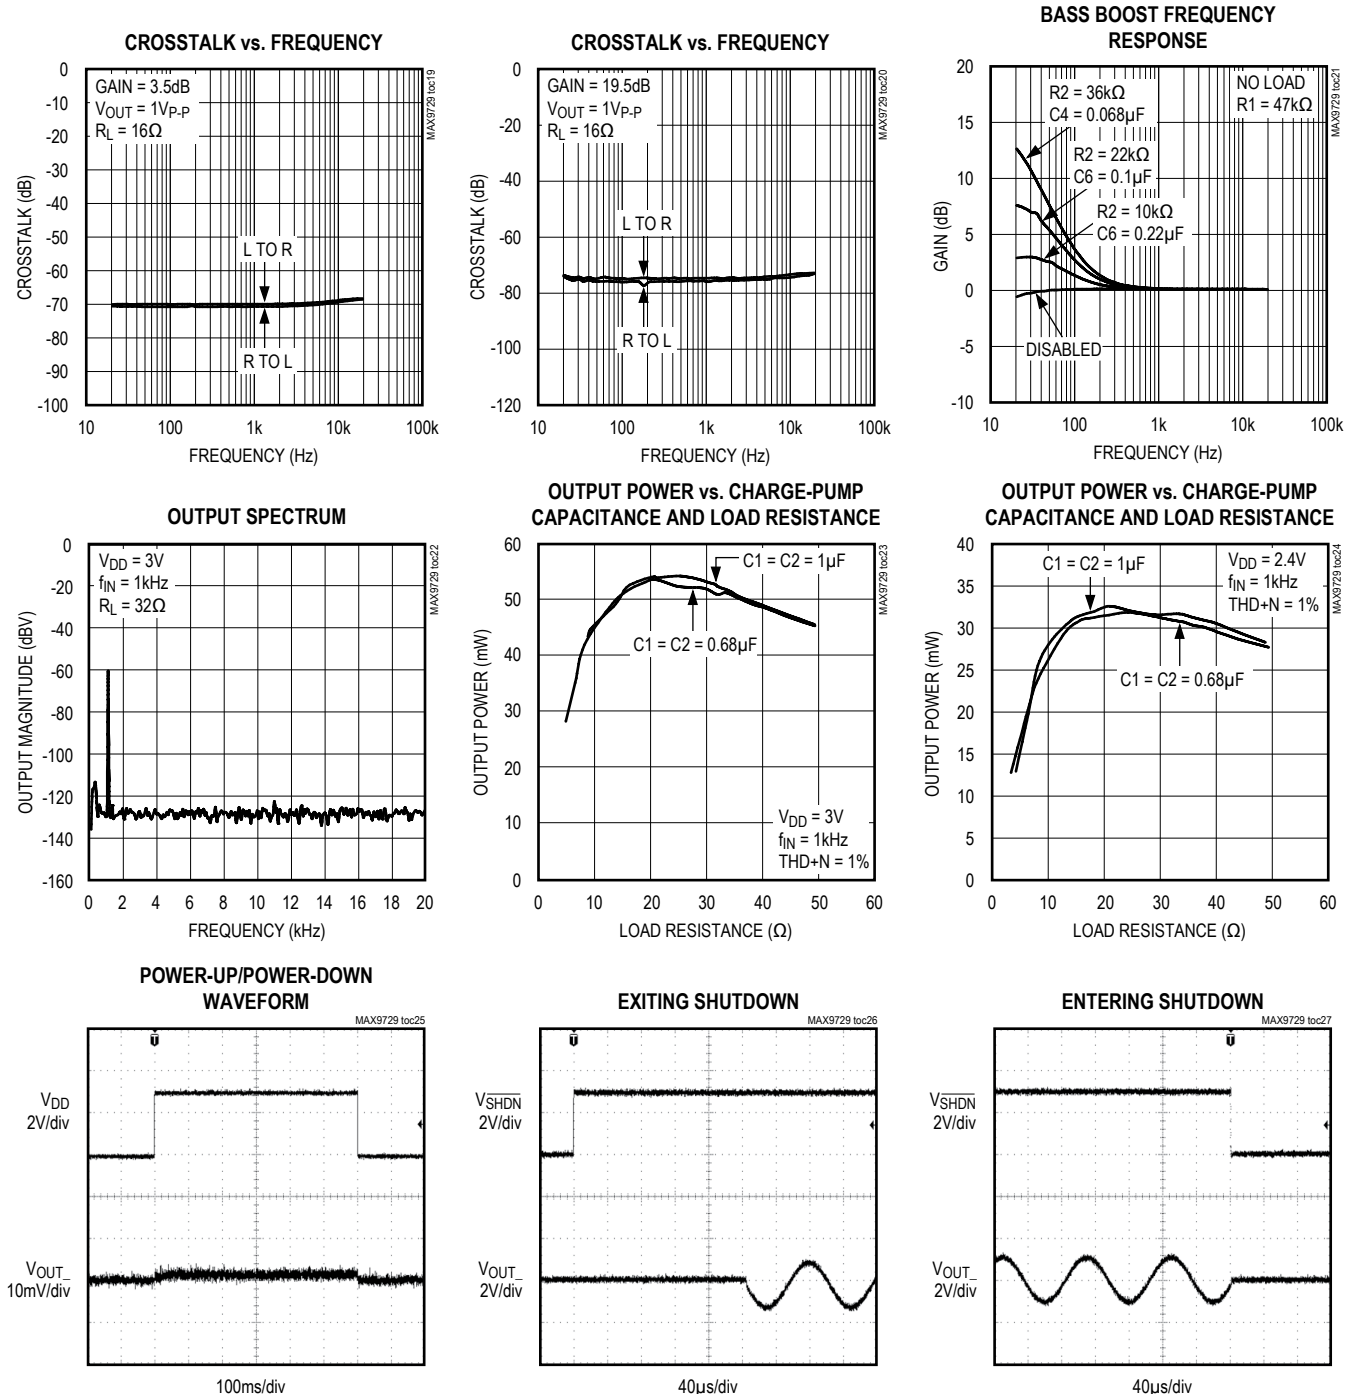 CROSSTALK vs. FREQUENCY
MAX9729 toc19
GAIN = 3.5dB
VOUT = 1VP-P
RL = 16Ω
CROSSTALK (dB)
0
-10
-20
-30
-40
-50
-60
-70
-80
-90
-100
L TO R
R TO L
10
100
1k
10k
100k
FREQUENCY (Hz)
CROSSTALK vs. FREQUENCY
MAX9729 toc20
GAIN = 19.5dB
VOUT = 1VP-P
RL = 16Ω
CROSSTALK (dB)
0
-20
-40
-60
-80
-100
-120
L TO R
R TO L
10
100
1k
10k
100k
FREQUENCY (Hz)
BASS BOOST FREQUENCY
RESPONSE
MAX9729 toc21
NO LOAD
R1 = 47kΩ
R2 = 36kΩ
C4 = 0.068µF
R2 = 22kΩ
C6 = 0.1µF
R2 = 10kΩ
C6 = 0.22µF
DISABLED
GAIN (dB)
20
15
10
5
0
-5
-10
10
100
1k
10k
100k
FREQUENCY (Hz)
OUTPUT SPECTRUM
MAX9729 toc22
VDD = 3V
fIN = 1kHz
RL = 32Ω
OUTPUT MAGNITUDE (dBV)
0
-20
-40
-60
-80
-100
-120
-130
-160
0 2 4 6 8 10 12 14 16 18 20
FREQUENCY (kHz)
OUTPUT POWER vs. CHARGE-PUMP
CAPACITANCE AND LOAD RESISTANCE
MAX9729 toc23
C1 = C2 = 1µF
C1 = C2 = 0.68µF
VDD = 3V
fIN = 1kHz
THD+N = 1%
OUTPUT POWER (mW)
60
50
40
30
20
10
0
0 10 20 30 40 50 60
LOAD RESISTANCE (Ω)
OUTPUT POWER vs. CHARGE-PUMP
CAPACITANCE AND LOAD RESISTANCE
MAX9729 toc24
C1 = C2 = 1µF
VDD = 2.4V
fIN = 1kHz
THD+N = 1%
C1 = C2 = 0.68µF
OUTPUT POWER (mW)
40
35
30
25
20
15
10
5
0
0 10 20 30 40 50 60
LOAD RESISTANCE (Ω)
POWER-UP/POWER-DOWN
WAVEFORM
MAX9729 toc25
T
VDD
2V/div
VOUT_
10mV/div
100ms/div
EXITING SHUTDOWN
MAX9729 toc26
T
VSHDN
2V/div
VOUT_
2V/div
40µs/div
ENTERING SHUTDOWN
MAX9729 toc27
T
VSHDN
2V/div
VOUT_
2V/div
40µs/div